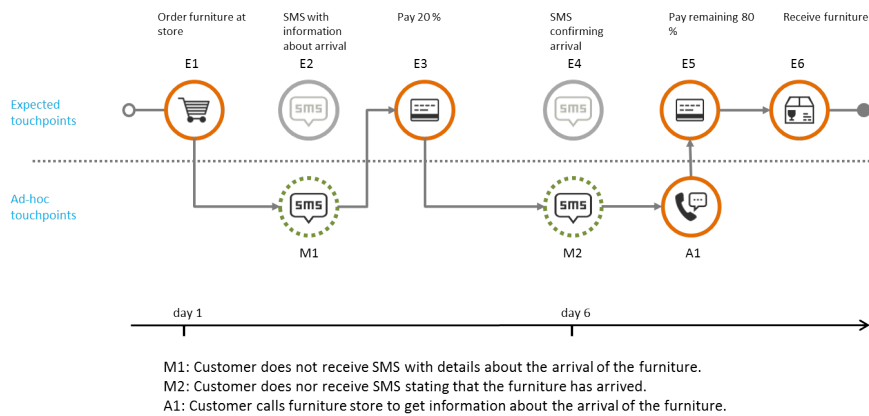 Order furniture at
store
SMS with
information
about arrival
Pay 20 %
SMS
confirming
arrival
Pay remaining 80
%
Receive furniture
E1
E2
E3
E4
E5
E6
Expected
touchpoints
sms
sms
Ad-hoc
touchpoints
sms
sms
M1
M2
A1
day 1
day 6
M1: Customer does not receive SMS with details about the arrival of the furniture.
M2: Customer does nor receive SMS stating that the furniture has arrived.
A1: Customer calls furniture store to get information about the arrival of the furniture.